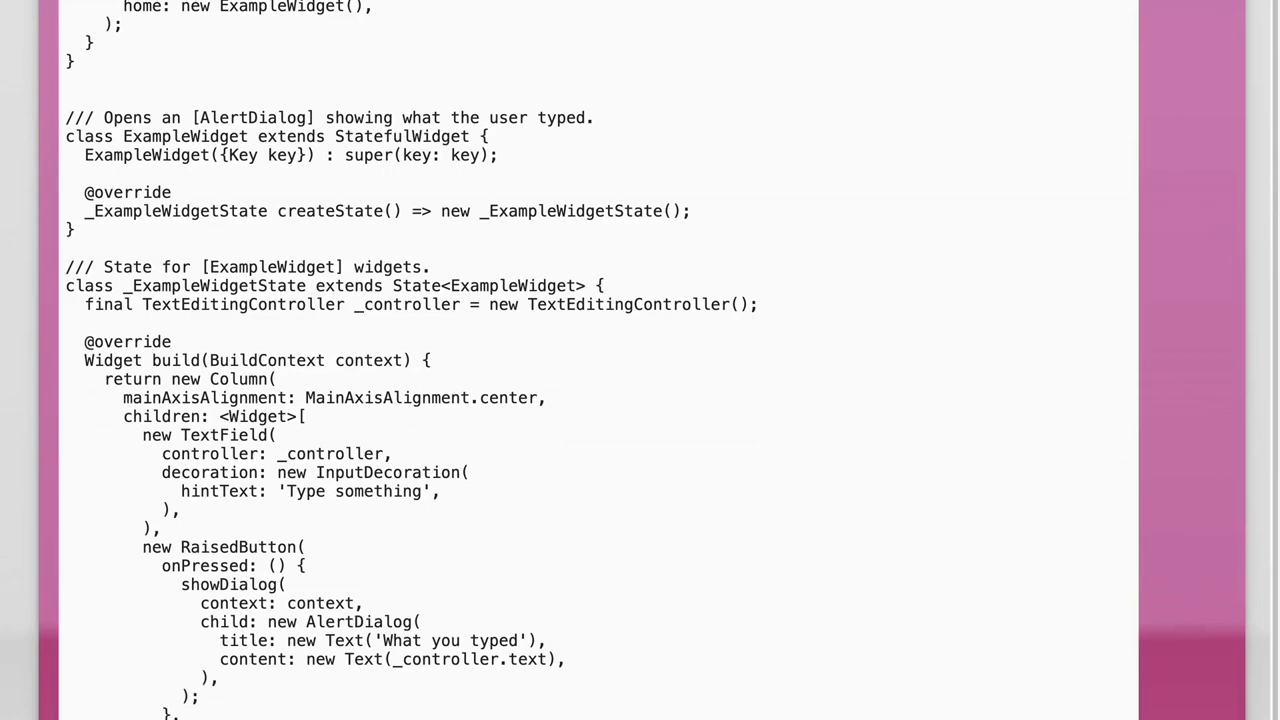 home: new ExampleWidget(),
    );
  }
}
/// Opens an [AlertDialog] showing what the user typed.
class ExampleWidget extends StatefulWidget {
  ExampleWidget({Key key}) : super(key: key);
  @override
  _ExampleWidgetState createState() => new _ExampleWidgetState();
}
/// State for [ExampleWidget] widgets.
class _ExampleWidgetState extends State<ExampleWidget> {
  final TextEditingController _controller = new TextEditingController();
  @override
  Widget build(BuildContext context) {
    return new Column(
      mainAxisAlignment: MainAxisAlignment.center,
      children: <Widget>[
        new TextField(
          controller: _controller,
          decoration: new InputDecoration(
            hintText: 'Type something',
          ),
        ),
        new RaisedButton(
          onPressed: () {
            showDialog(
              context: context,
              child: new AlertDialog(
                title: new Text('What you typed'),
                content: new Text(_controller.text),
              ),
            );
          },